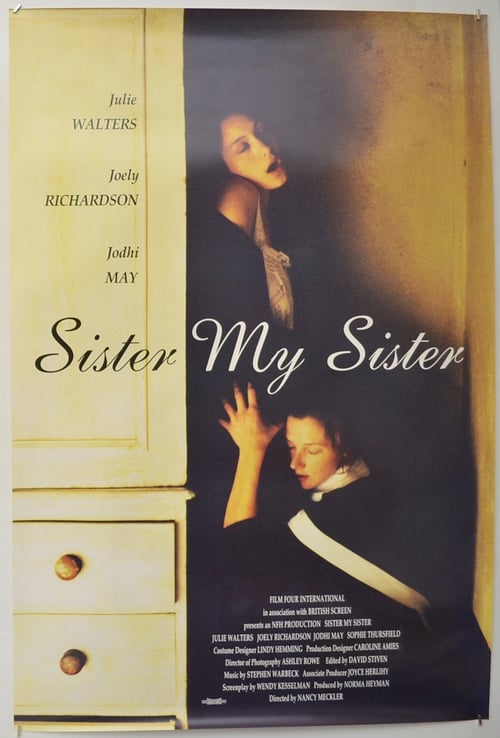 Julie
WALTERS
Joely
RICHARDSON
Jodhi
MAY
Sister My Sister
FILM FOUR INTERNATIONAL
in association with BRITISH SCREEN
presents an NFH PRODUCTION SISTER MY SISTER
JULIE WALTERS JOELY RICHARDSON JODHI MAY SOPHIE THURSFIELD
Costume Designer LINDY HEMMING Production Designer CAROLINE AMIES
Director of Photography ASHLEY ROWE Edited by DAVID STIVEN
Music by STEPHEN WARBECK Associate Producer JOYCE HERLIHY
Screenplay by WENDY KESSELMAN Produced by NORMA HEYMAN
Directed by NANCY MECKLER